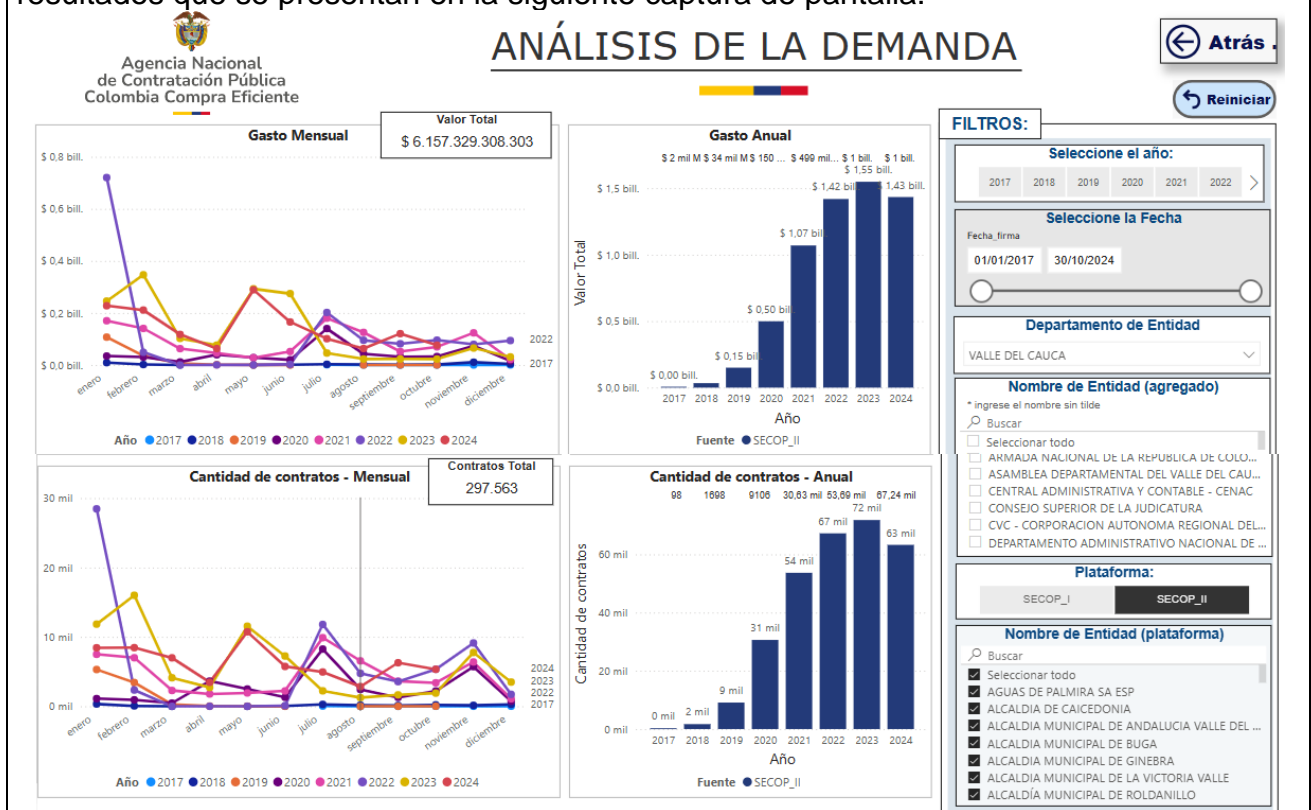 resultados que se presentan en la siguiente captura de pantalla.
Agencia Nacional
de Contratación Pública
Colombia Compra Eficiente
ANÁLISIS DE LA DEMANDA
Atrás .
Reiniciar
Gasto Mensual
Valor Total
$ 6.157.329.308.303
$ 0,8 bill.
$ 0,6 bill.
$ 0,4 bill.
$ 0,2 bill.
$ 0,0 bill.
2022
2017
enero
febrero
marzo
abril
mayo
junio
julio
agosto
septiembre
octubre
noviembre
diciembre
Año 2017 2018 2019 2020 2021 2022 2023 2024
Gasto Anual
$ 2 mil M $ 34 mil M $ 150 ... $ 499 mil... $ 1 bill. $ 1 bill.
$ 1,55 bill.
$ 1,5 bill.
$ 1,42 bill.
$ 1,43 bill.
$ 1,07 bill.
$ 1,0 bill.
$ 0,50 bill.
$ 0,5 bill.
$ 0,15 bill.
$ 0,00 bill.
$ 0,0 bill.
Valor Total
2017 2018 2019 2020 2021 2022 2023 2024
Año
Fuente SECOP_II
Cantidad de contratos - Mensual
Contratos Total
297.563
30 mil
20 mil
10 mil
0 mil
2024
2023
2022
2017
enero
febrero
marzo
abril
mayo
junio
julio
agosto
septiembre
octubre
noviembre
diciembre
Año 2017 2018 2019 2020 2021 2022 2023 2024
Cantidad de contratos - Anual
98 1698 9106 30,63 mil 53,69 mil 67,24 mil
72 mil
67 mil
63 mil
60 mil
54 mil
40 mil
31 mil
20 mil
9 mil
2 mil
0 mil
0 mil
Cantidad de contratos
2017 2018 2019 2020 2021 2022 2023 2024
Año
Fuente SECOP_II
FILTROS:
Seleccione el año:
2017 2018 2019 2020 2021 2022
Seleccione la Fecha
Fecha_firma
01/01/2017 30/10/2024
Departamento de Entidad
VALLE DEL CAUCA
Nombre de Entidad (agregado)
* ingrese el nombre sin tilde
Buscar
Seleccionar todo
ARMADA NACIONAL DE LA REPUBLICA DE COLO...
ASAMBLEA DEPARTAMENTAL DEL VALLE DEL CAU...
CENTRAL ADMINISTRATIVA Y CONTABLE - CENAC
CONSEJO SUPERIOR DE LA JUDICATURA
CVC - CORPORACION AUTONOMA REGIONAL DEL...
DEPARTAMENTO ADMINISTRATIVO NACIONAL DE ...
Plataforma:
SECOP_I SECOP_II
Nombre de Entidad (plataforma)
Buscar
Seleccionar todo
AGUAS DE PALMIRA SA ESP
ALCALDIA DE CAICEDONIA
ALCALDIA MUNICIPAL DE ANDALUCIA VALLE DEL ...
ALCALDIA MUNICIPAL DE BUGA
ALCALDIA MUNICIPAL DE GINEBRA
ALCALDIA MUNICIPAL DE LA VICTORIA VALLE
ALCALDÍA MUNICIPAL DE ROLDANILLO